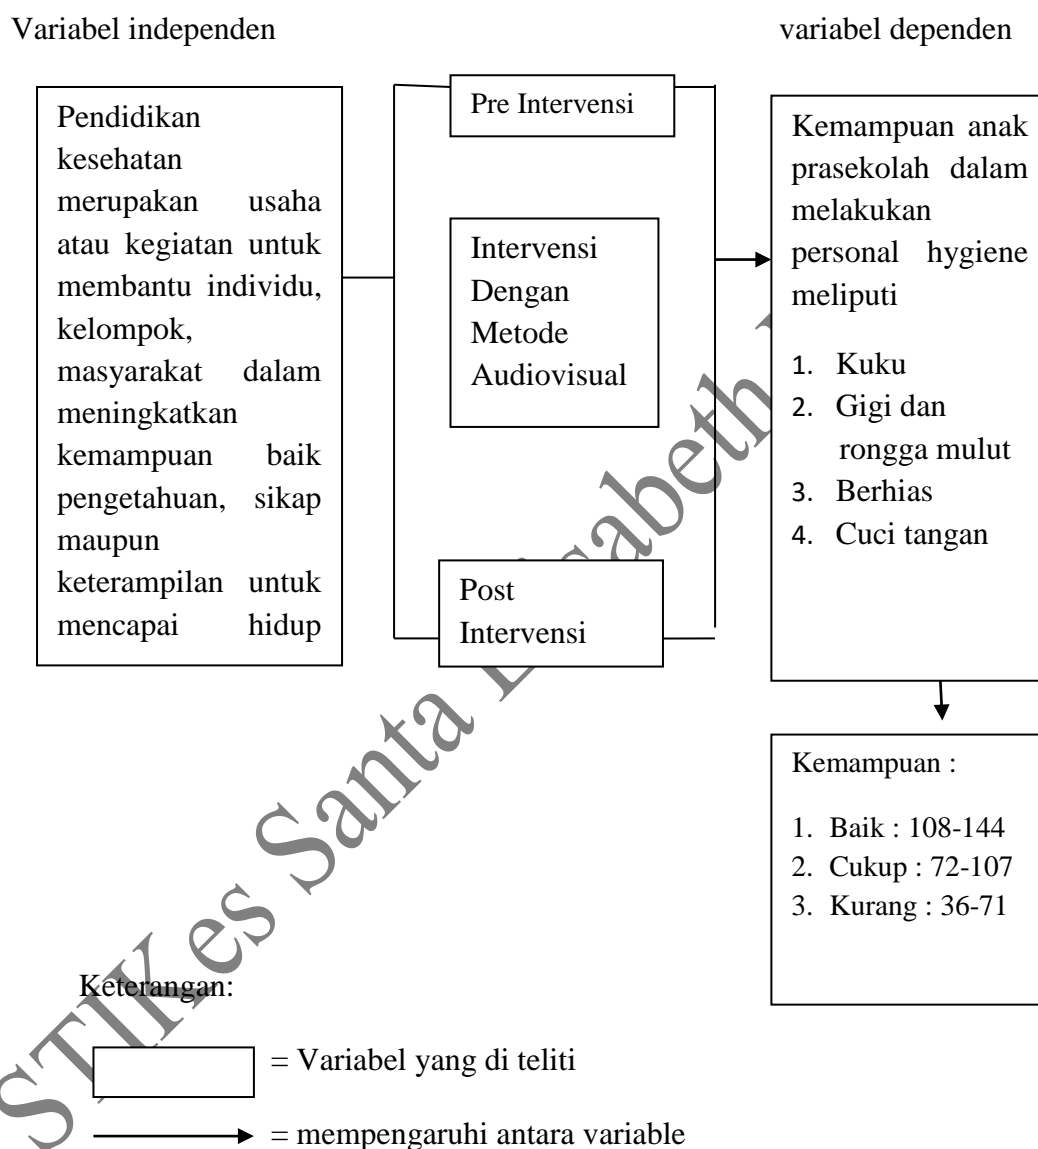 Variabel independen
variabel dependen
Pendidikan
kesehatan
merupakan usaha
atau kegiatan untuk
membantu individu,
kelompok,
masyarakat dalam
meningkatkan
kemampuan baik
pengetahuan, sikap
maupun
keterampilan untuk
mencapai hidup
Pre Intervensi
Intervensi
Dengan
Metode
Audiovisual
Post
Intervensi
Kemampuan anak
prasekolah dalam
melakukan
personal hygiene
meliputi
1. Kuku
2. Gigi dan
rongga mulut
3. Berhias
4. Cuci tangan
Kemampuan :
1. Baik : 108-144
2. Cukup : 72-107
3. Kurang : 36-71
Keterangan:
= Variabel yang di teliti
= mempengaruhi antara variable
STIKes Santa